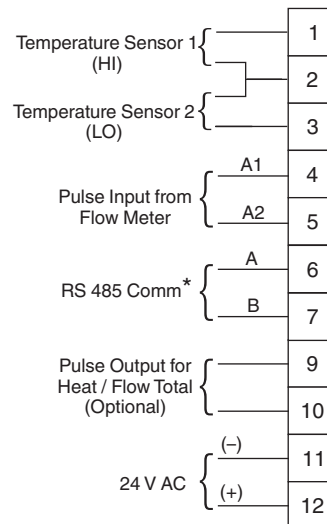 Temperature Sensor 1
(HI)
1
2
Temperature Sensor 2
(LO)
3
Pulse Input from
Flow Meter
A1
4
A2
5
RS 485 Comm*
A
6
B
7
Pulse Output for
Heat / Flow Total
(Optional)
9
10
24 V AC
(–)
11
(+)
12